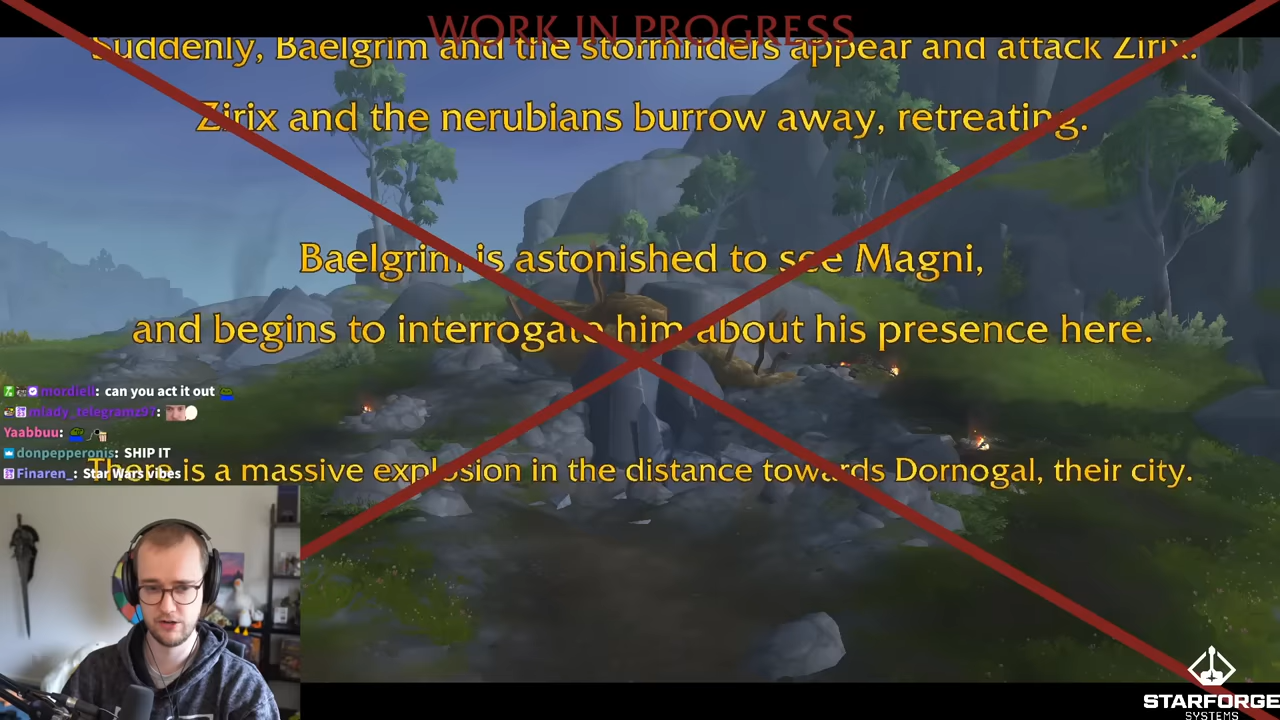 WORK IN PROGRESS
Suddenly, Baelgrim and the stormriders appear and attack Zirix.
Zirix and the nerubians burrow away, retreating.
Baelgrim is astonished to see Magni,
and begins to interrogate him about his presence here.
mordiell: can you act it out
mlady_telegramz97:
Yaabbuu:
donpepperonis: SHIP IT
There is a massive explosion in the distance towards Dornogal, their city.
Finaren_: Star Wars vibes
STARFORGE
SYSTEMS